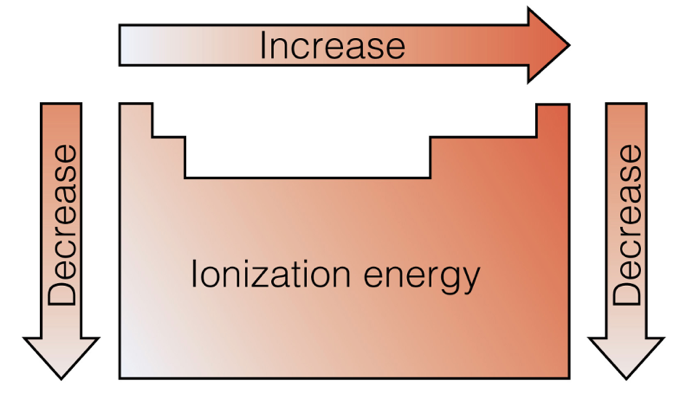 Increase
Decrease
Ionization energy
Decrease